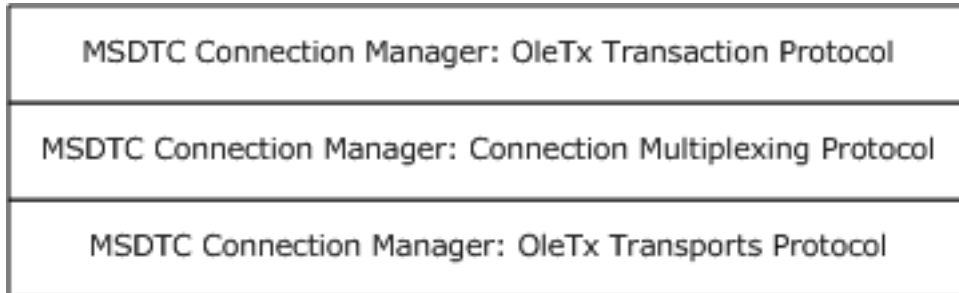 MSDTC Connection Manager: OleTx Transaction Protocol
MSDTC Connection Manager: Connection Multiplexing Protocol
MSDTC Connection Manager: OleTx Transports Protocol